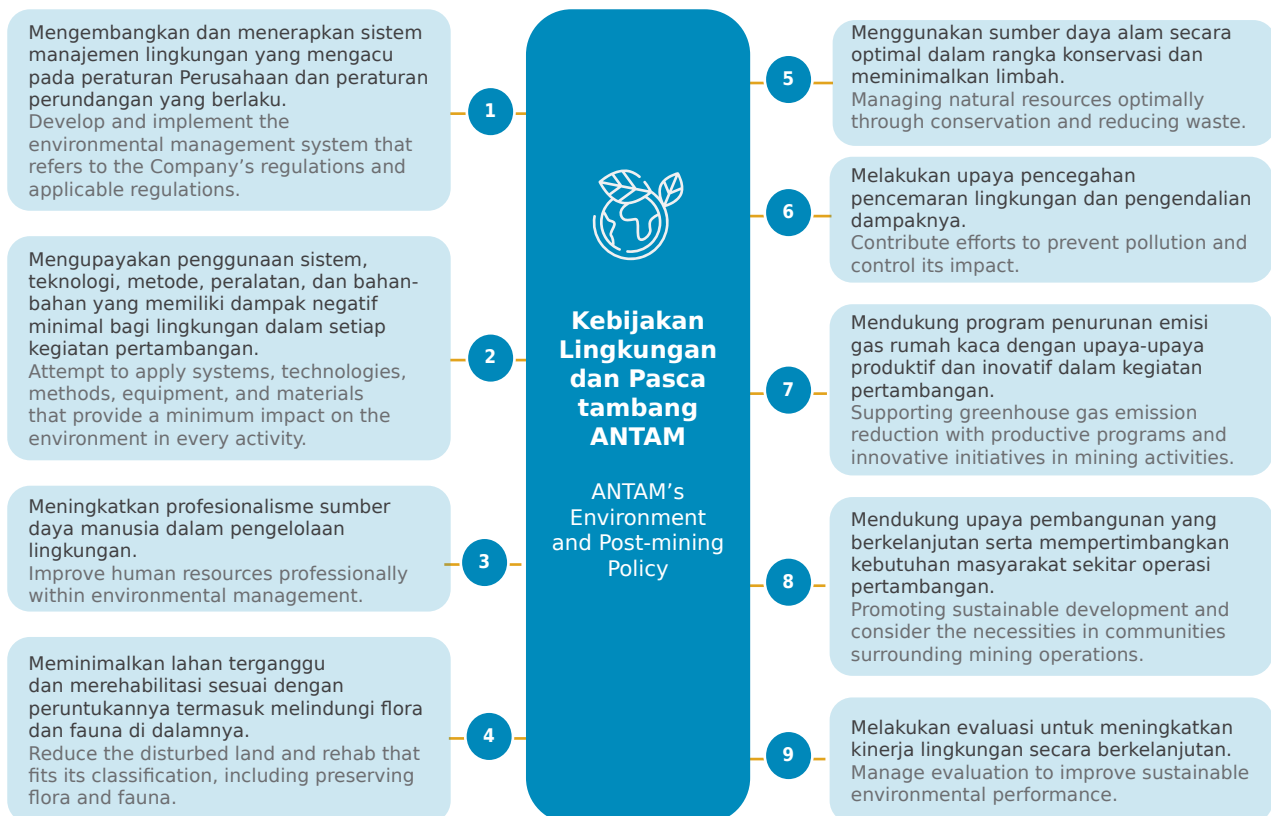 Mengembangkan dan menerapkan sistem
manajemen lingkungan yang mengacu
pada peraturan Perusahaan dan peraturan
perundangan yang berlaku.
Develop and implement the
environmental management system that
refers to the Company’s regulations and
applicable regulations.
1
Mengupayakan penggunaan sistem,
teknologi, metode, peralatan, dan bahan-
bahan yang memiliki dampak negatif
minimal bagi lingkungan dalam setiap
kegiatan pertambangan.
Attempt to apply systems, technologies,
methods, equipment, and materials
that provide a minimum impact on the
environment in every activity.
2
Meningkatkan profesionalisme sumber
daya manusia dalam pengelolaan
lingkungan.
Improve human resources professionally
within environmental management.
3
Meminimalkan lahan terganggu
dan merehabilitasi sesuai dengan
peruntukannya termasuk melindungi flora
dan fauna di dalamnya.
Reduce the disturbed land and rehab that
fits its classification, including preserving
flora and fauna.
4
Kebijakan
Lingkungan
dan Pasca
tambang
ANTAM
ANTAM’s
Environment
and Post-mining
Policy
5
Menggunakan sumber daya alam secara
optimal dalam rangka konservasi dan
meminimalkan limbah.
Managing natural resources optimally
through conservation and reducing waste.
6
Melakukan upaya pencegahan
pencemaran lingkungan dan pengendalian
dampaknya.
Contribute efforts to prevent pollution and
control its impact.
7
Mendukung program penurunan emisi
gas rumah kaca dengan upaya-upaya
produktif dan inovatif dalam kegiatan
pertambangan.
Supporting greenhouse gas emission
reduction with productive programs and
innovative initiatives in mining activities.
8
Mendukung upaya pembangunan yang
berkelanjutan serta mempertimbangkan
kebutuhan masyarakat sekitar operasi
pertambangan.
Promoting sustainable development and
consider the necessities in communities
surrounding mining operations.
9
Melakukan evaluasi untuk meningkatkan
kinerja lingkungan secara berkelanjutan.
Manage evaluation to improve sustainable
environmental performance.